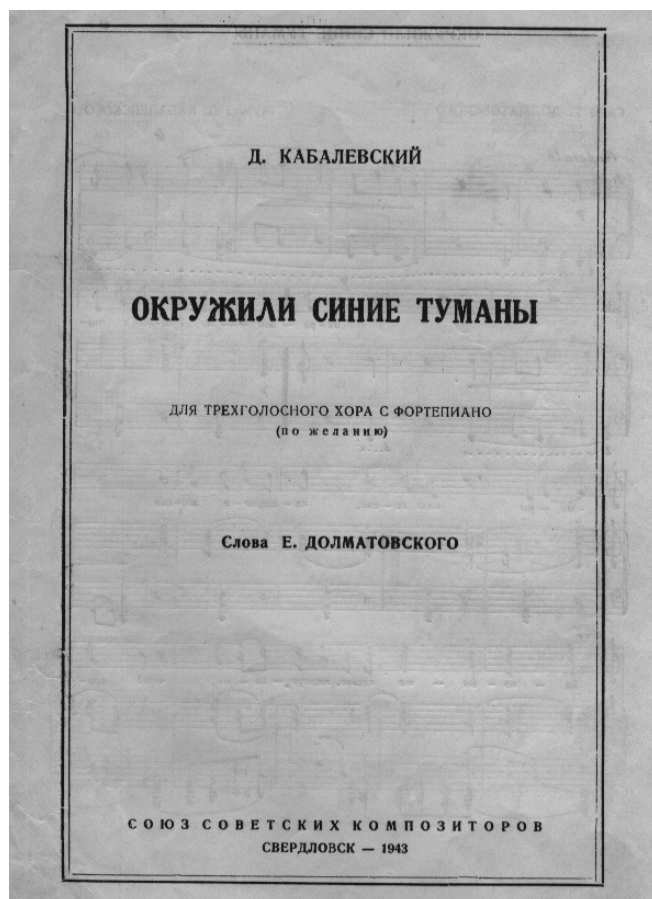 Д. КАБАЛЕВСКИЙ
ОКРУЖИЛИ СИНИЕ ТУМАНЫ
ДЛЯ ТРЕХГОЛОСНОГО ХОРА С ФОРТЕПИАНО
(по желанию)
Слова Е. ДОЛМАТОВСКОГО
СОЮЗ СОВЕТСКИХ КОМПОЗИТОРОВ
СВЕРДЛОВСК — 1943